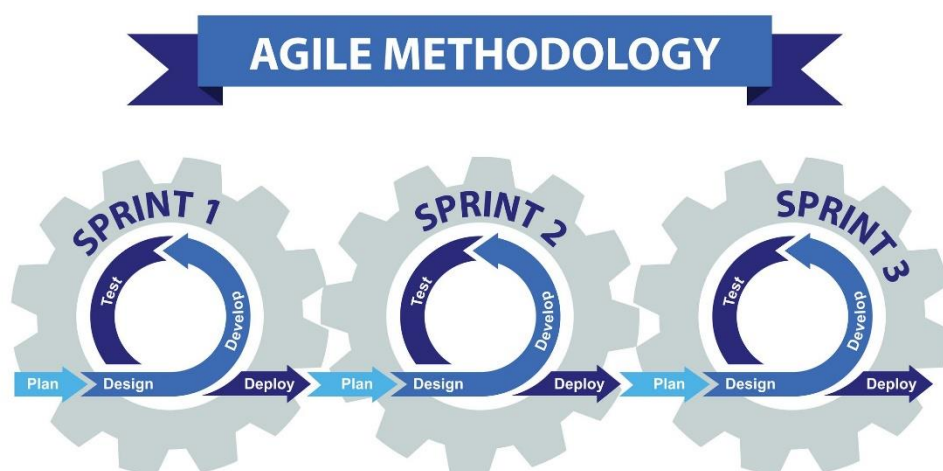 AGILE METHODOLOGY
SPRINT 1
Test
Develop
Plan
Design
Deploy
SPRINT 2
Test
Develop
Plan
Design
Deploy
SPRINT 3
Test
Develop
Plan
Design
Deploy